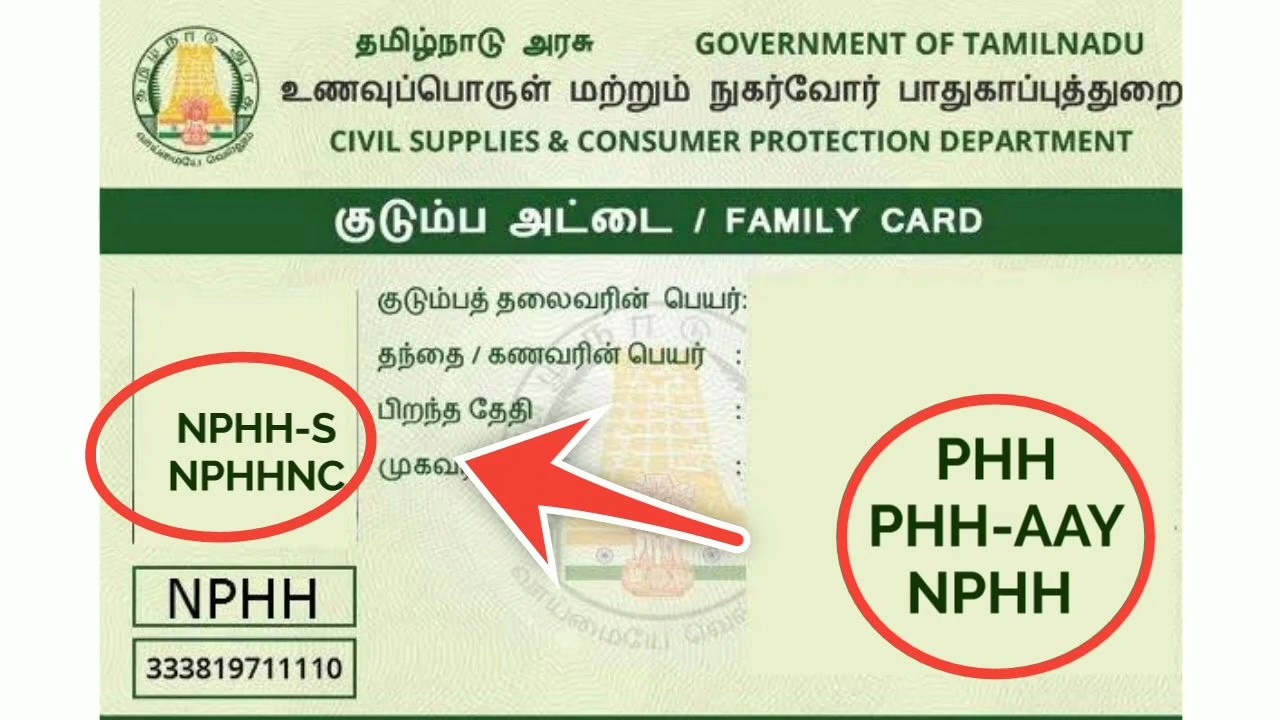 தமிழ்நாடு அரசு GOVERNMENT OF TAMILNADU
உணவுப்பொருள் மற்றும் நுகர்வோர் பாதுகாப்புத்துறை
CIVIL SUPPLIES & CONSUMER PROTECTION DEPARTMENT
குடும்ப அட்டை / FAMILY CARD
குடும்பத் தலைவரின் பெயர்:
தந்தை / கணவரின் பெயர் :
பிறந்த தேதி :
NPHH-S
NPHHNC
PHH
PHH-AAY
NPHH
NPHH
333819711110